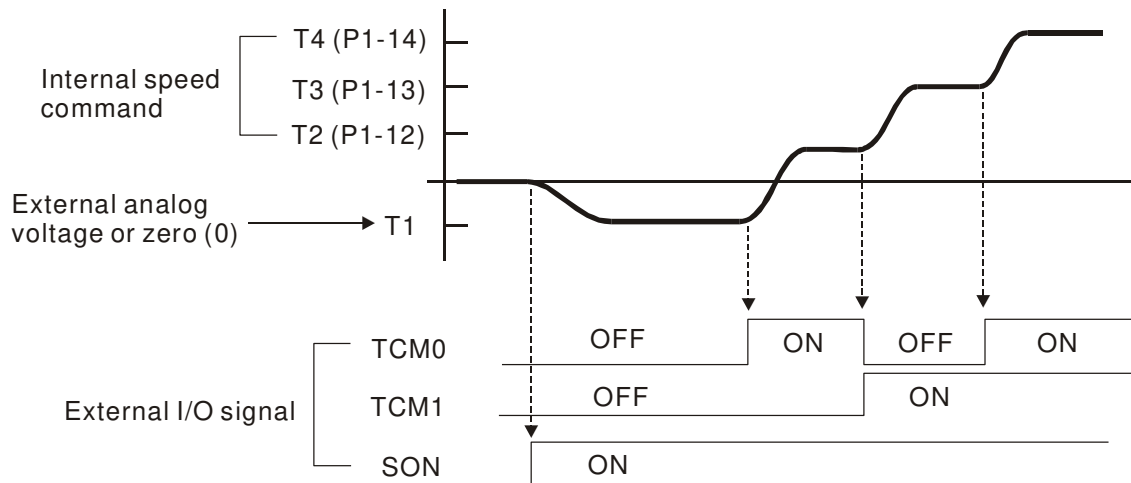 T4 (P1-14)
Internal speed
command
T3 (P1-13)
T2 (P1-12)
External analog
voltage or zero (0)
T1
TCM0
OFF
ON
OFF
ON
External I/O signal
TCM1
OFF
ON
SON
ON